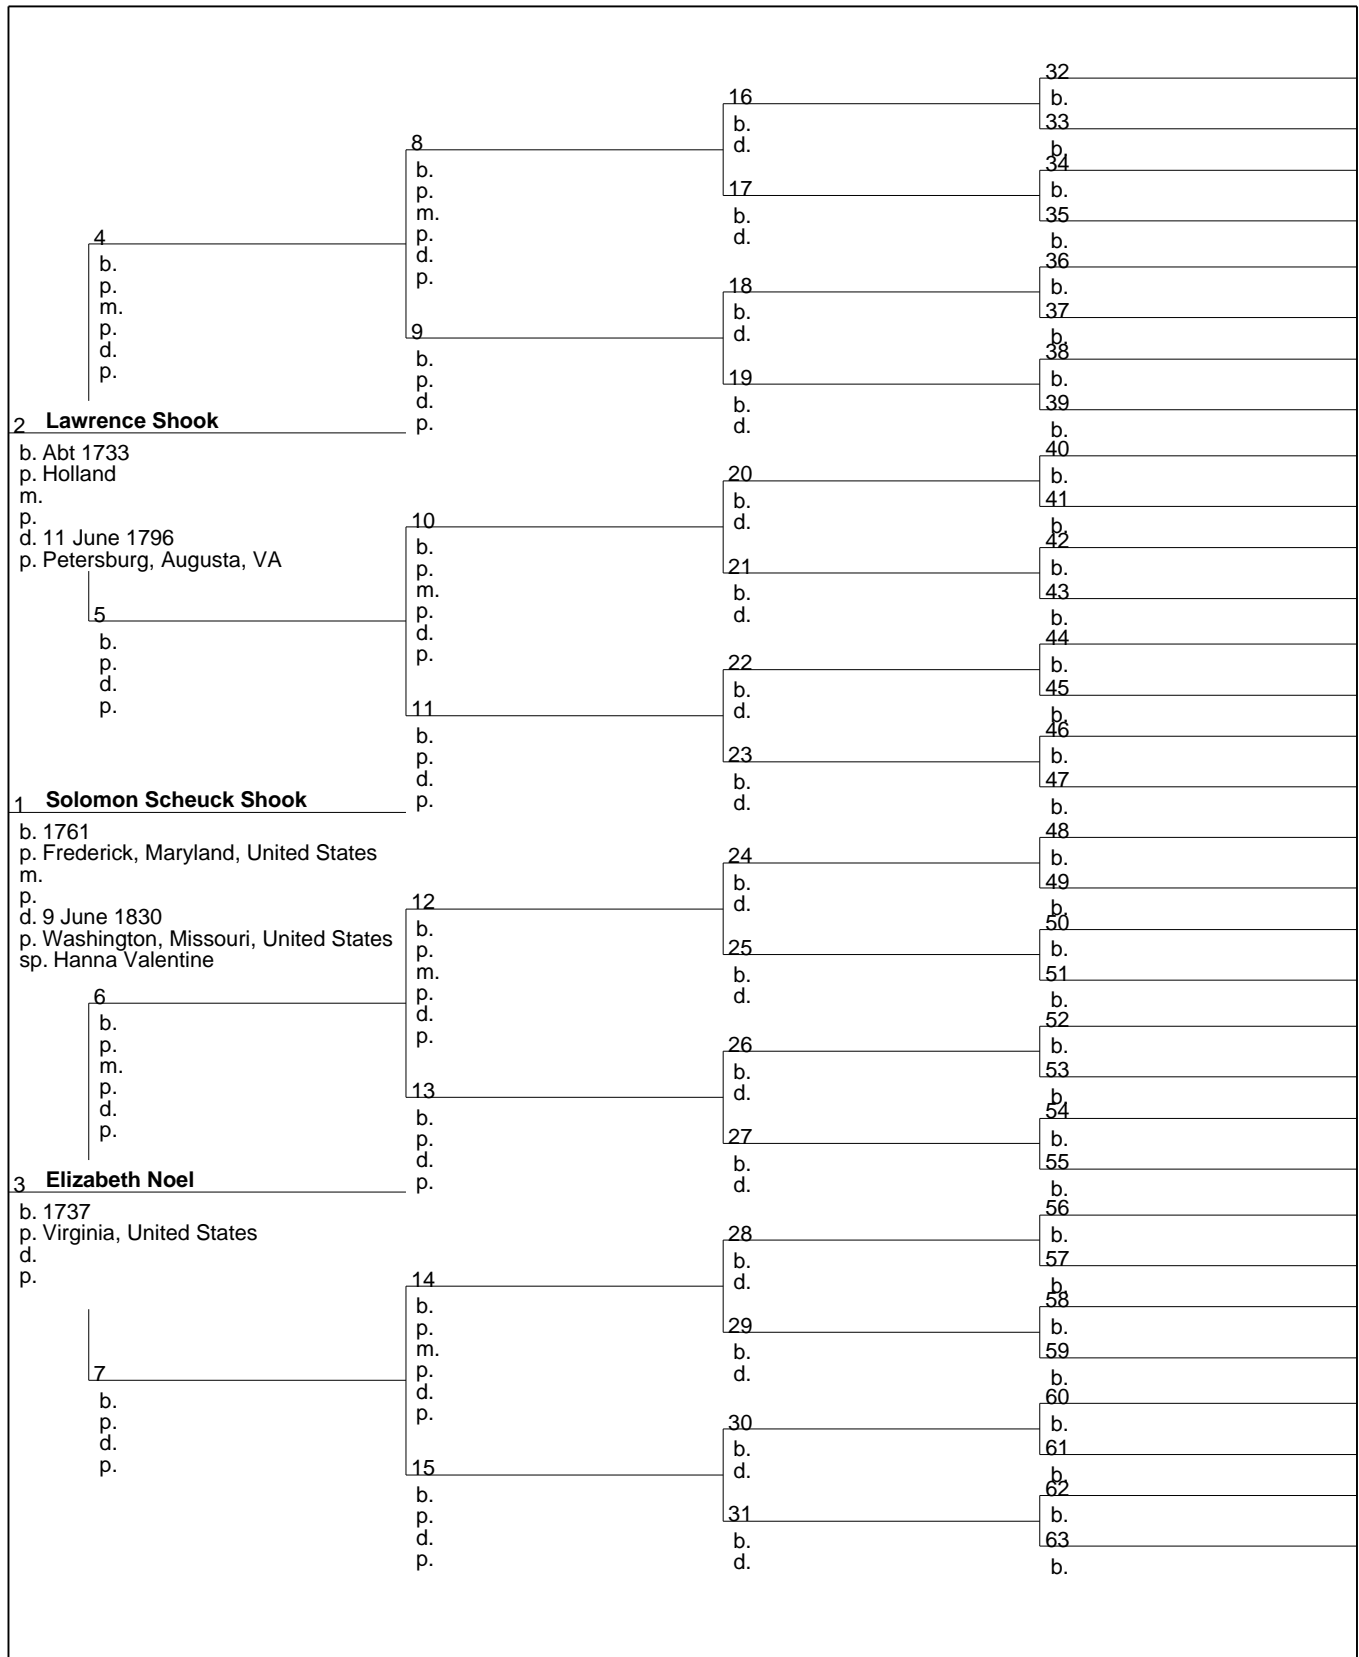 4
b.
p.
m.
p.
d.
p.
2 Lawrence Shook
b. Abt 1733
p. Holland
m.
p.
d. 11 June 1796
p. Petersburg, Augusta, VA
5
b.
p.
d.
p.
1 Solomon Scheuck Shook
b. 1761
p. Frederick, Maryland, United States
m.
p.
d. 9 June 1830
p. Washington, Missouri, United States
sp. Hanna Valentine
6
b.
p.
m.
p.
d.
p.
3 Elizabeth Noel
b. 1737
p. Virginia, United States
d.
p.
7
b.
p.
d.
p.
8
b.
p.
m.
p.
d.
p.
9
b.
p.
d.
p.
10
b.
p.
m.
p.
d.
p.
11
b.
p.
d.
p.
12
b.
p.
m.
p.
d.
p.
13
b.
p.
d.
p.
14
b.
p.
m.
p.
d.
p.
15
b.
p.
d.
p.
16
b.
d.
17
b.
d.
18
b.
d.
19
b.
d.
20
b.
d.
21
b.
d.
22
b.
d.
23
b.
d.
24
b.
d.
25
b.
d.
26
b.
d.
27
b.
d.
28
b.
d.
29
b.
d.
30
b.
d.
31
b.
d.
32
b.
33
b.
34
b.
35
b.
36
b.
37
b.
38
b.
39
b.
40
b.
41
b.
42
b.
43
b.
44
b.
45
b.
46
b.
47
b.
48
b.
49
b.
50
b.
51
b.
52
b.
53
b.
54
b.
55
b.
56
b.
57
b.
58
b.
59
b.
60
b.
61
b.
62
b.
63
b.